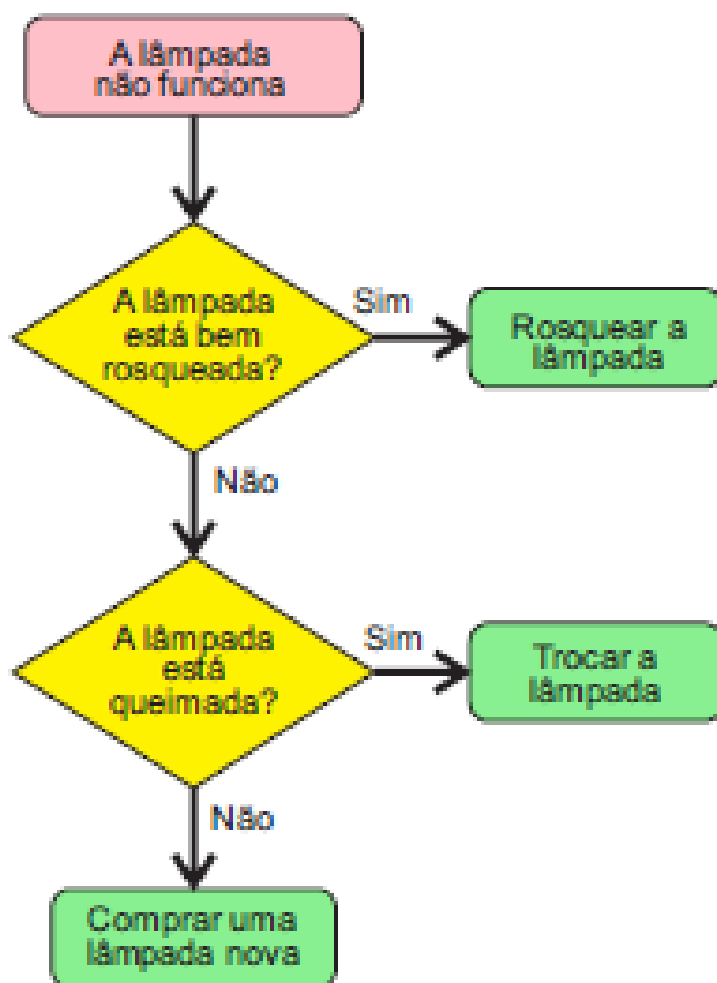 A lâmpada
não funciona
A lâmpada
está bem
rosqueada?
Sim
Rosquear a
lâmpada
Não
A lâmpada
está
queimada?
Sim
Trocar a
lâmpada
Não
Comprar uma
lâmpada nova